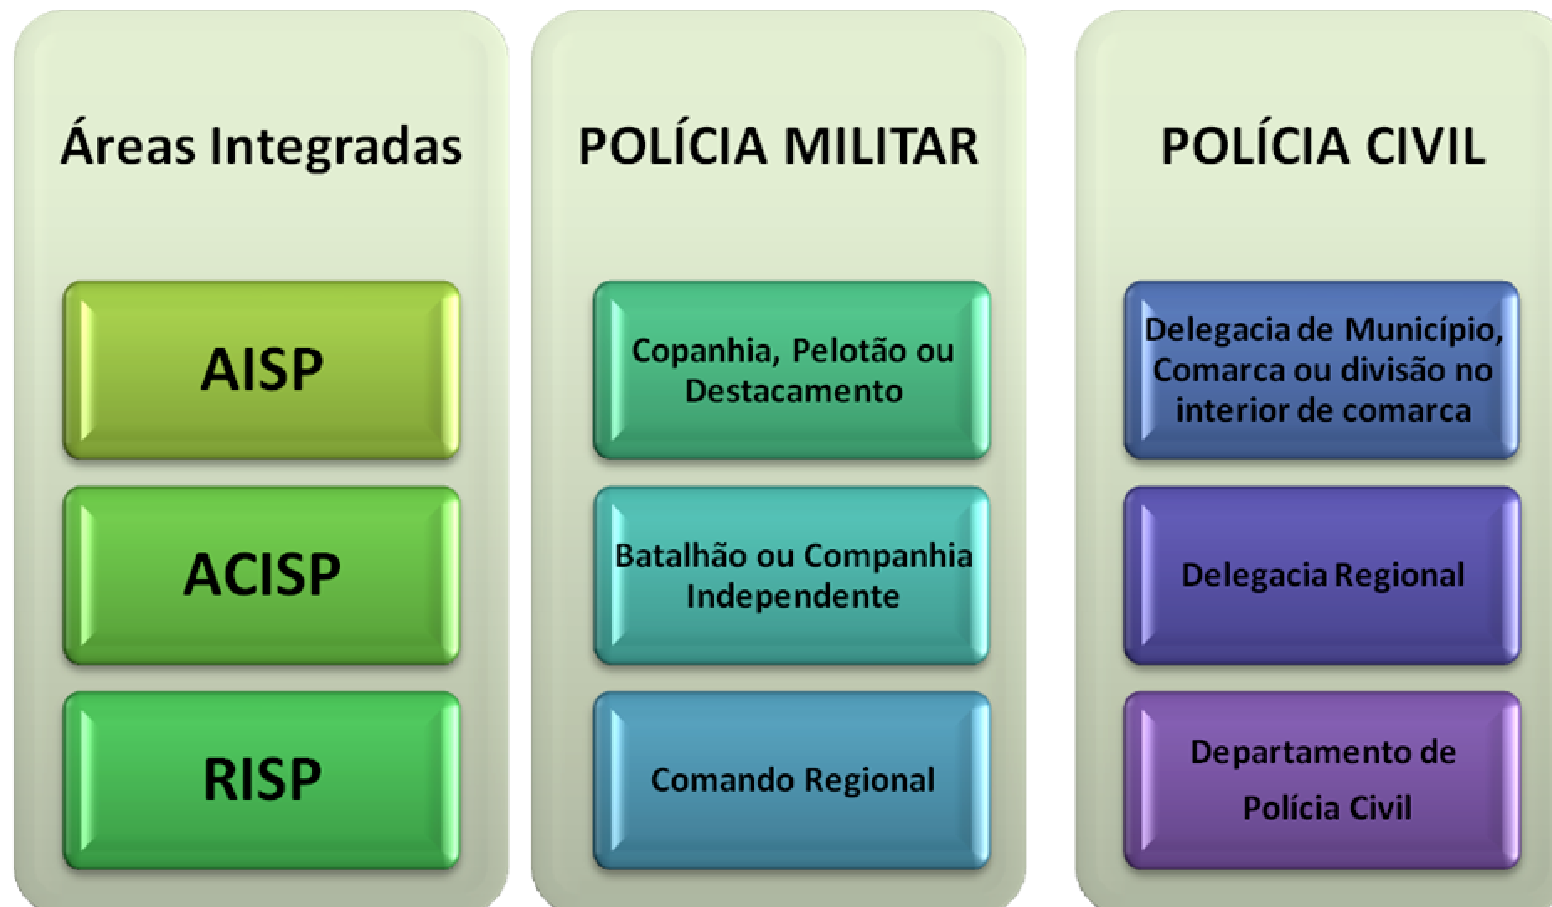 Áreas Integradas
AISP
ACISP
RISP
POLÍCIA MILITAR
Copanhia, Pelotão ou
Destacamento
Batalhão ou Companhia
Independente
Comando Regional
POLÍCIA CIVIL
Delegacia de Município,
Comarca ou divisão no
interior de comarca
Delegacia Regional
Departamento de
Polícia Civil